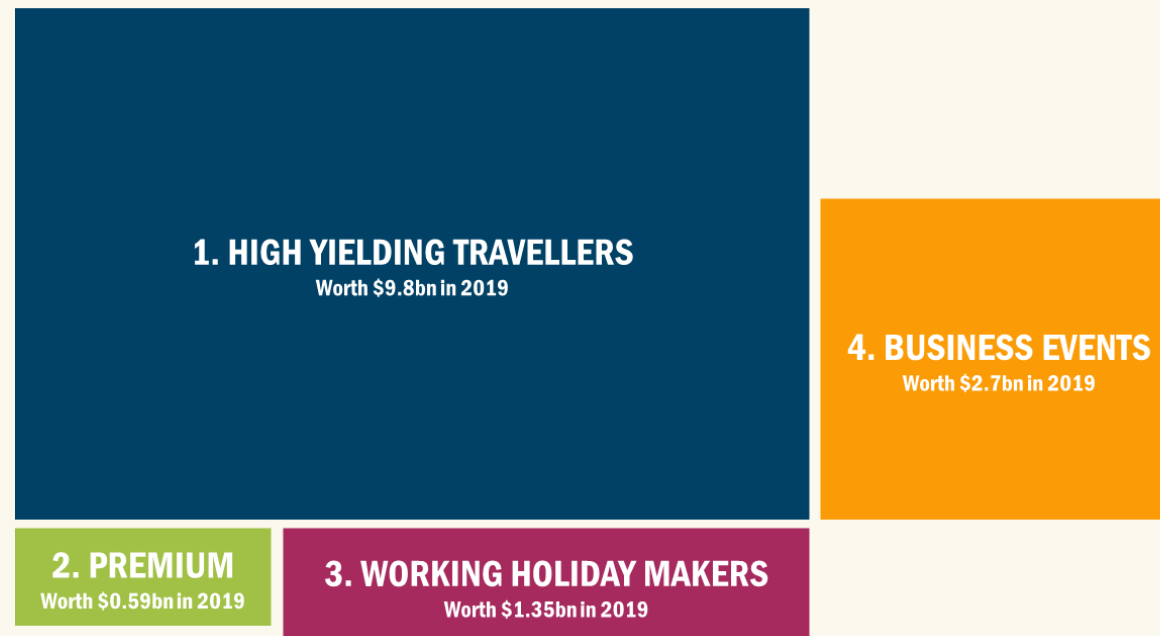 1. HIGH YIELDING TRAVELLERS
Worth $9.8bn in 2019
4. BUSINESS EVENTS
Worth $2.7bn in 2019
2. PREMIUM
Worth $0.59bn in 2019
3. WORKING HOLIDAY MAKERS
Worth $1.35bn in 2019